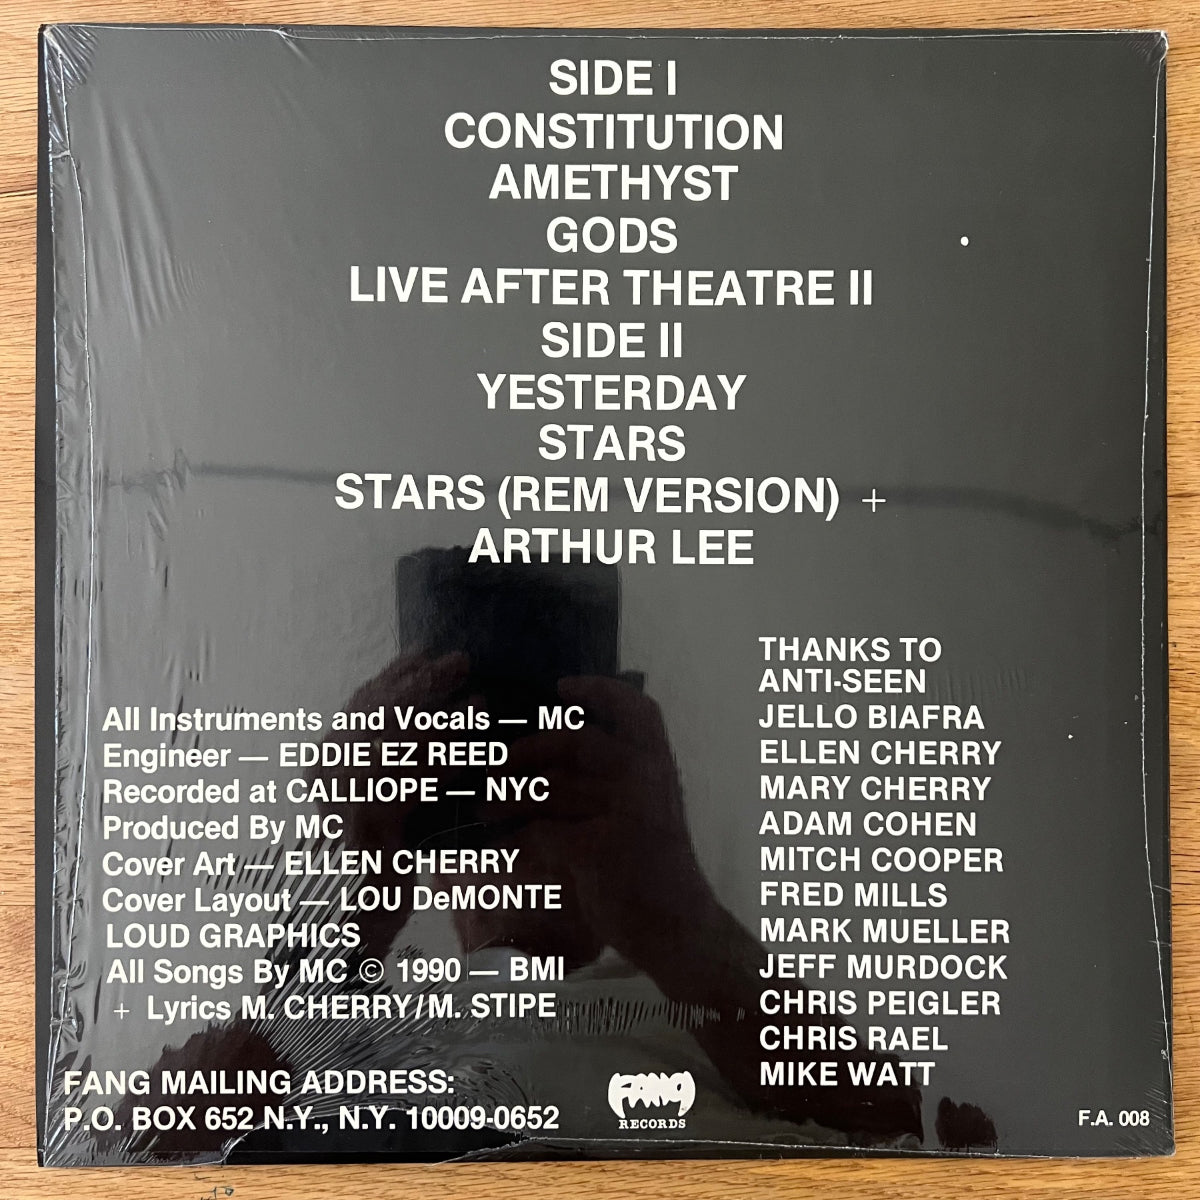 SIDE I
CONSTITUTION
AMETHYST
GODS
LIVE AFTER THEATRE II
SIDE II
YESTERDAY
STARS
STARS (REM VERSION) +
ARTHUR LEE
All Instruments and Vocals — MC
Engineer — EDDIE EZ REED
Recorded at CALLIOPE — NYC
Produced By MC
Cover Art — ELLEN CHERRY
Cover Layout — LOU DeMONTE
LOUD GRAPHICS
All Songs By MC © 1990 — BMI
+ Lyrics M. CHERRY/M. STIPE
FANG MAILING ADDRESS:
P.O. BOX 652 N.Y., N.Y. 10009-0652
FANG
RECORDS
THANKS TO
ANTI-SEEN
JELLO BIAFRA
ELLEN CHERRY
MARY CHERRY
ADAM COHEN
MITCH COOPER
FRED MILLS
MARK MUELLER
JEFF MURDOCK
CHRIS PEIGLER
CHRIS RAEL
MIKE WATT
F.A. 008